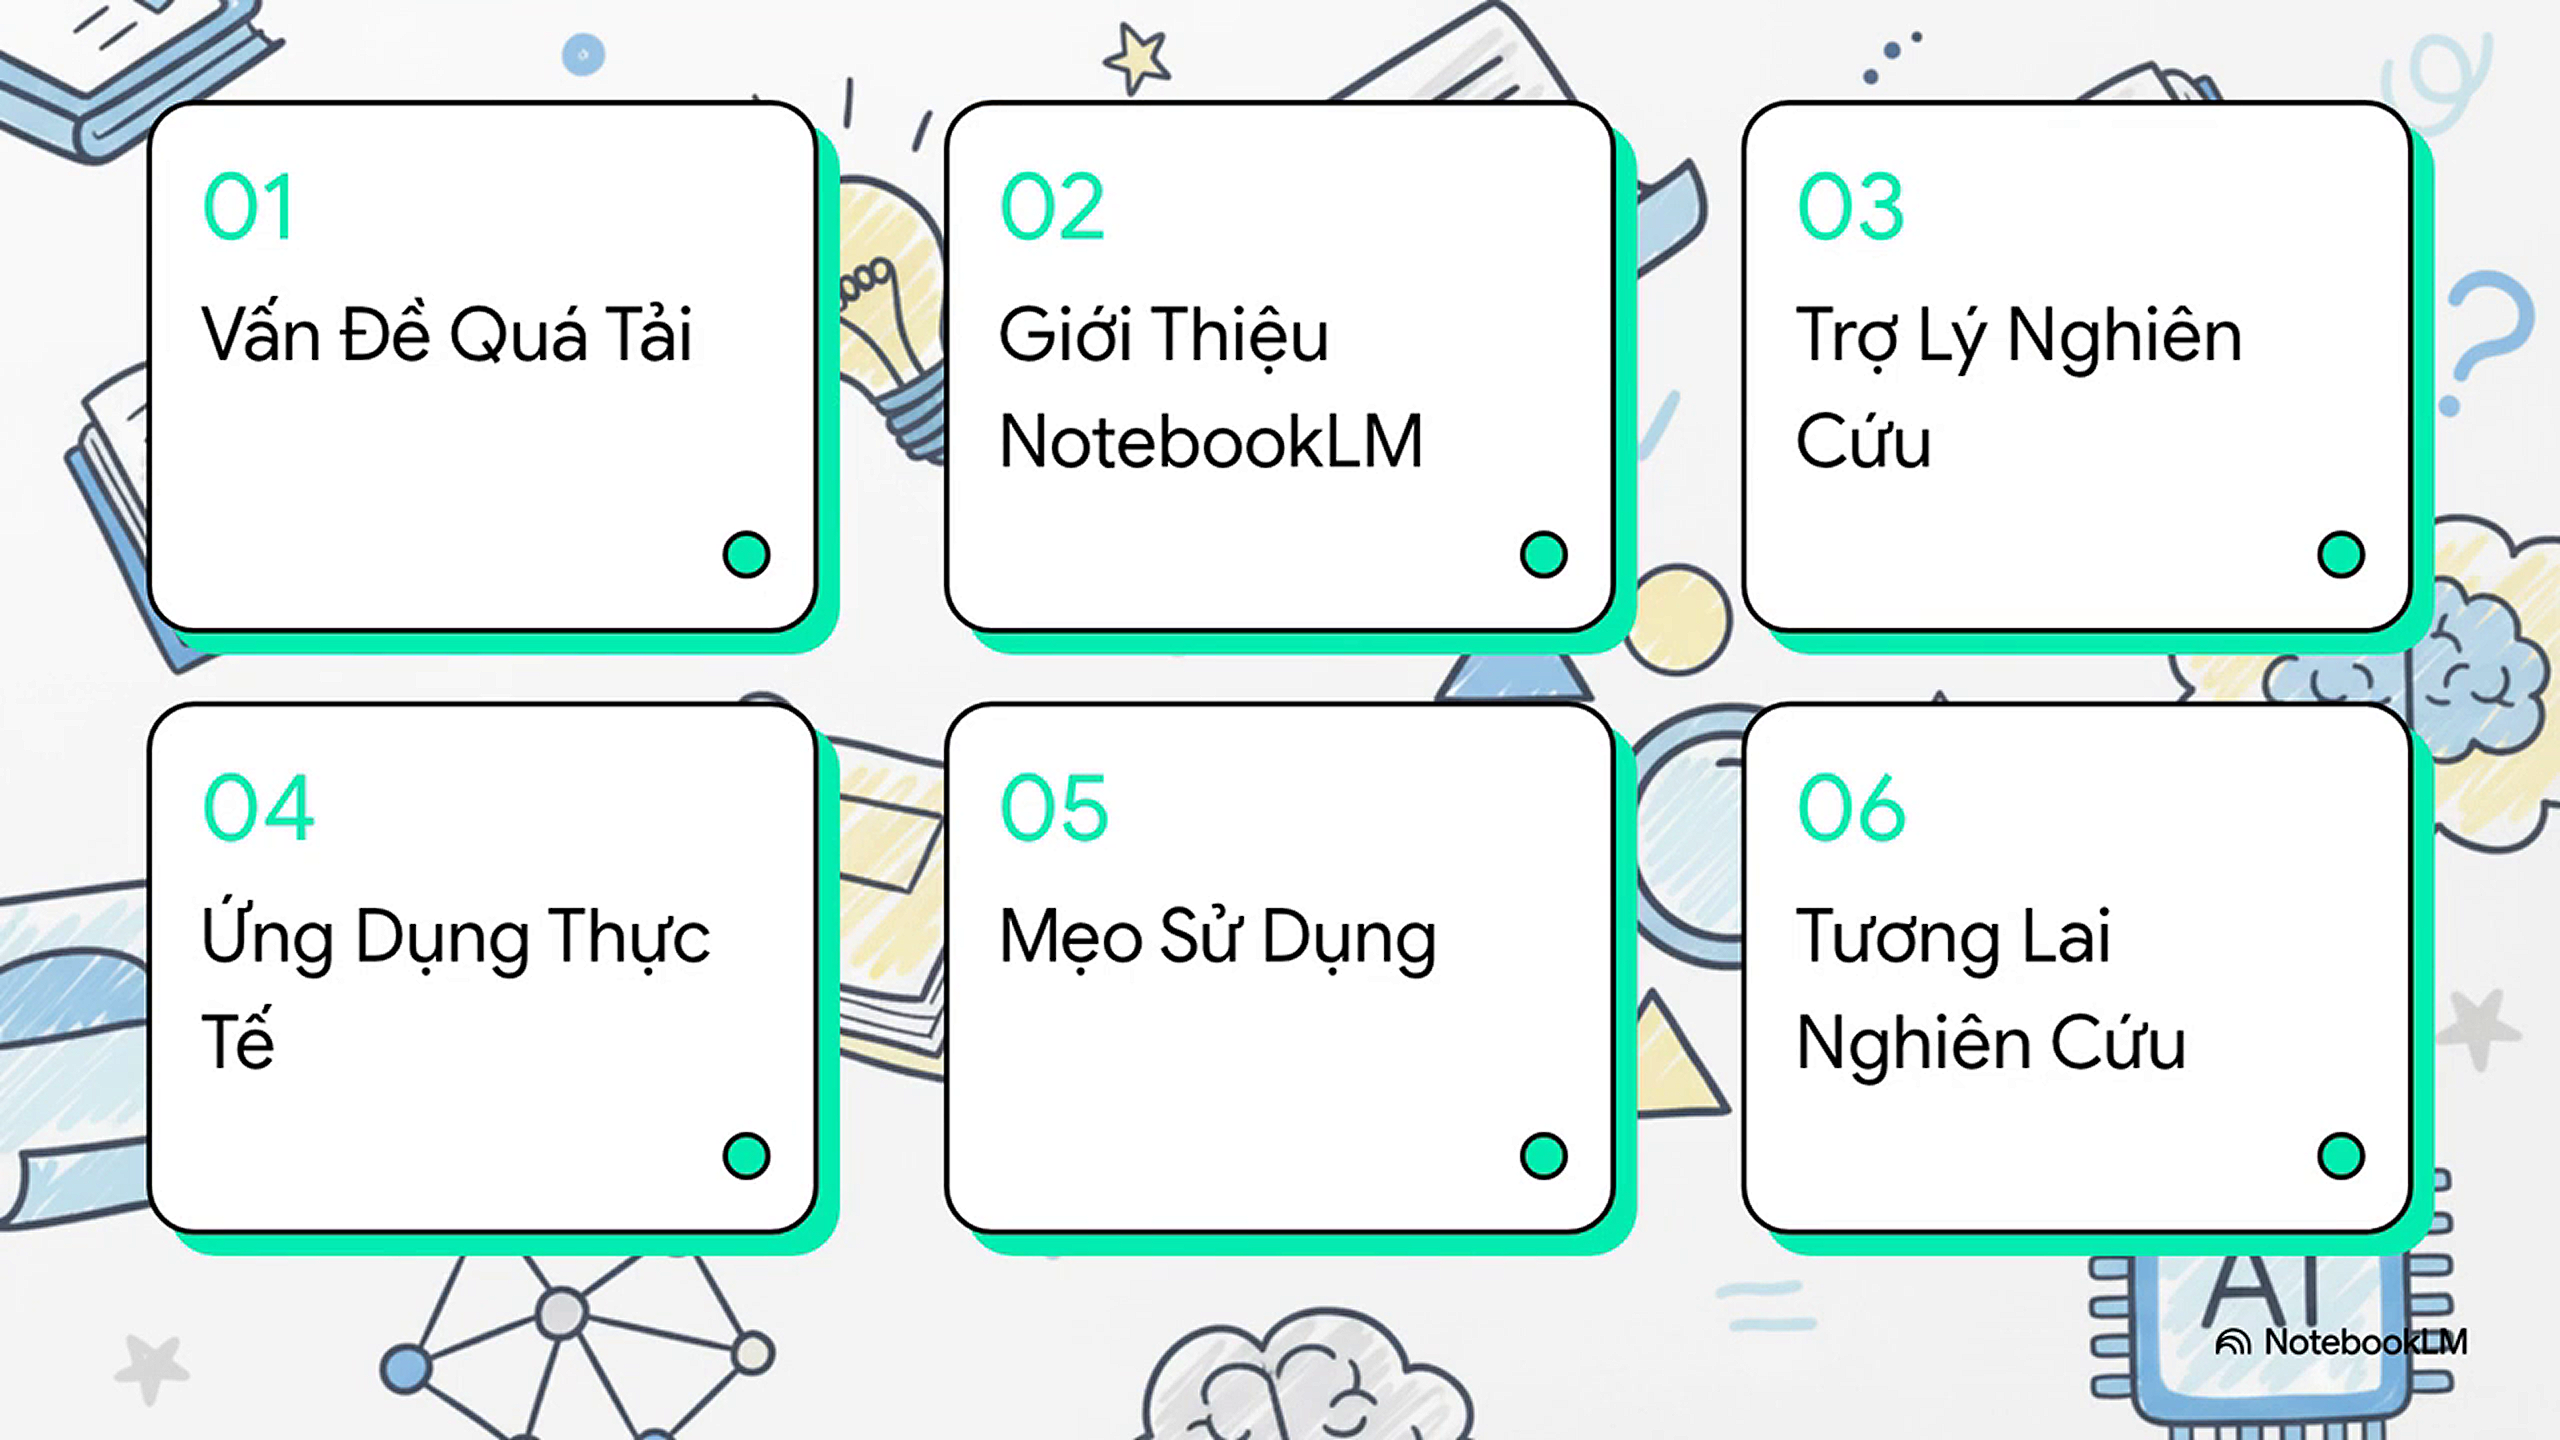 01
Vấn Đề Quá Tải
02
Giới Thiệu
NotebookLM
03
Trợ Lý Nghiên
Cứu
04
Ứng Dụng Thực
Tế
05
Mẹo Sử Dụng
06
Tương Lai
Nghiên Cứu
AI
NotebookLM